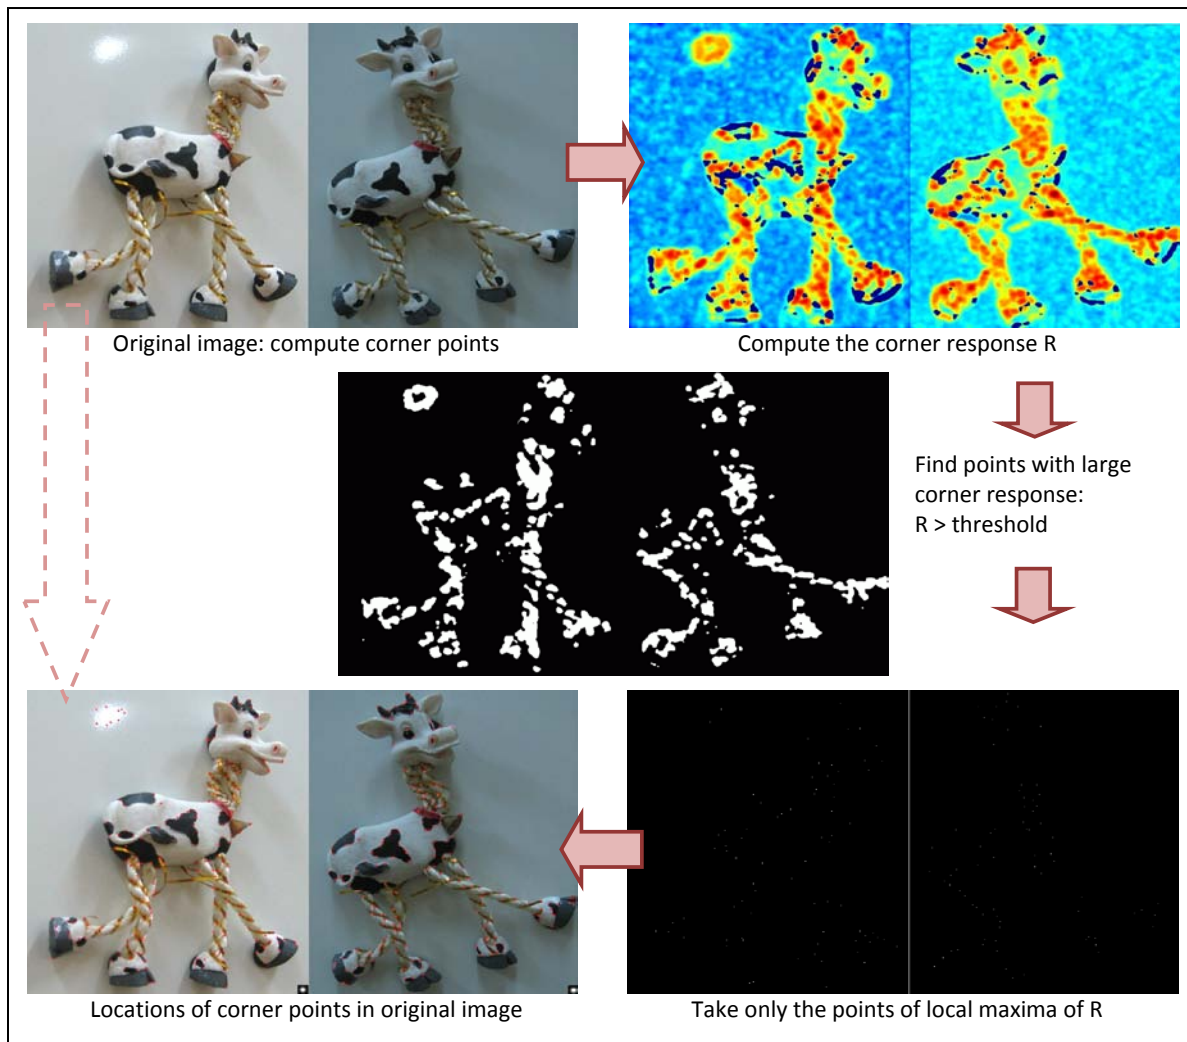 Original image: compute corner points
Compute the corner response R
Find points with large
corner response:
R > threshold
Locations of corner points in original image
Take only the points of local maxima of R